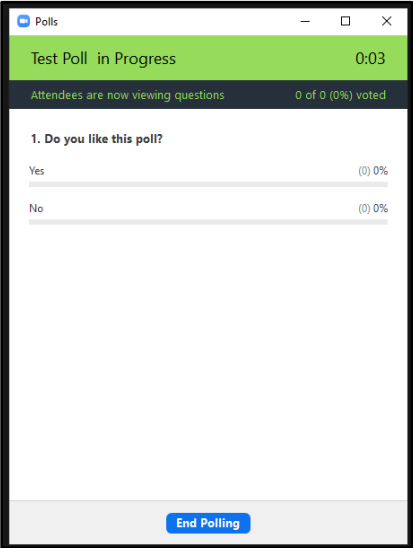 Polls
Test Poll in Progress 0:03
Attendees are now viewing questions 0 of 0 (0%) voted
1. Do you like this poll?
Yes (0) 0%
No (0) 0%
End Polling